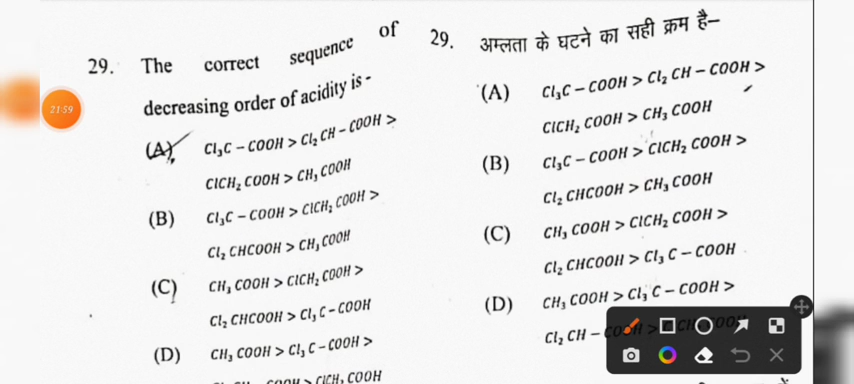 29. The correct sequence of
decreasing order of acidity is -
(A) Cl₃C – COOH > Cl₂ CH – COOH >
ClCH₂ COOH > CH₃ COOH
(B) Cl₃C – COOH > ClCH₂ COOH >
Cl₂ CHCOOH > CH₃ COOH
(C) CH₃ COOH > ClCH₂ COOH >
Cl₂ CHCOOH > Cl₃ C – COOH
(D) CH₃ COOH > Cl₃ C – COOH >
> ClCH₂ COOH
29. अम्लता के घटने का सही क्रम है–
(A) Cl₃C – COOH > Cl₂ CH – COOH >
ClCH₂ COOH > CH₃ COOH
(B) Cl₃C – COOH > ClCH₂ COOH >
Cl₂ CHCOOH > CH₃ COOH
(C) CH₃ COOH > ClCH₂ COOH >
Cl₂ CHCOOH > Cl₃ C – COOH
(D) CH₃ COOH > Cl₃ C – COOH >
Cl₂ CH –
21:59